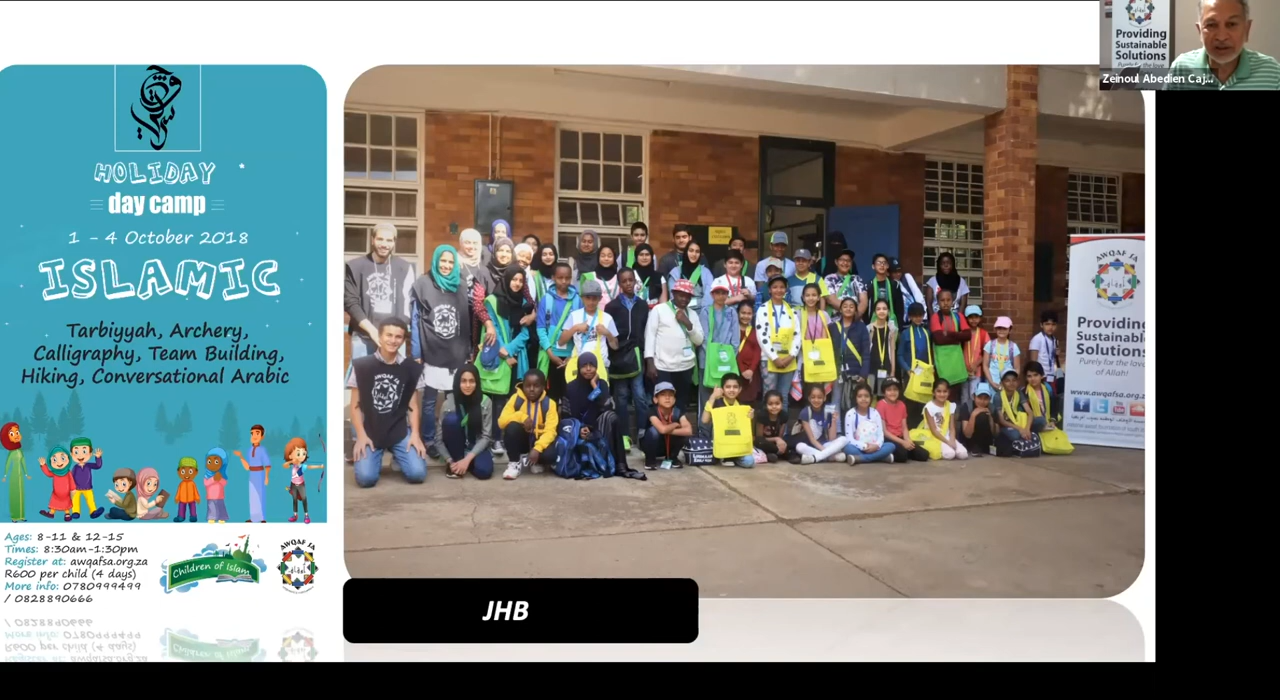 HOLIDAY
day camp
1 - 4 October 2018
ISLAMIC
Tarbiyyah, Archery,
Calligraphy, Team Building,
Hiking, Conversational Arabic
Ages: 8-11 & 12-15
Times: 8:30am-1:30pm
Register at: awqafsa.org.za
R600 per child (4 days)
More info: 0780999499
/ 0828890666
Children of Islam
AWQAF SA
JHB
AWQAF SA
Providing
Sustainable
Solutions
Purely for the love
of Allah!
www.awqafsa.org.z
Providing
Sustainable
Solutions
Zeinoul Abedien Caj...